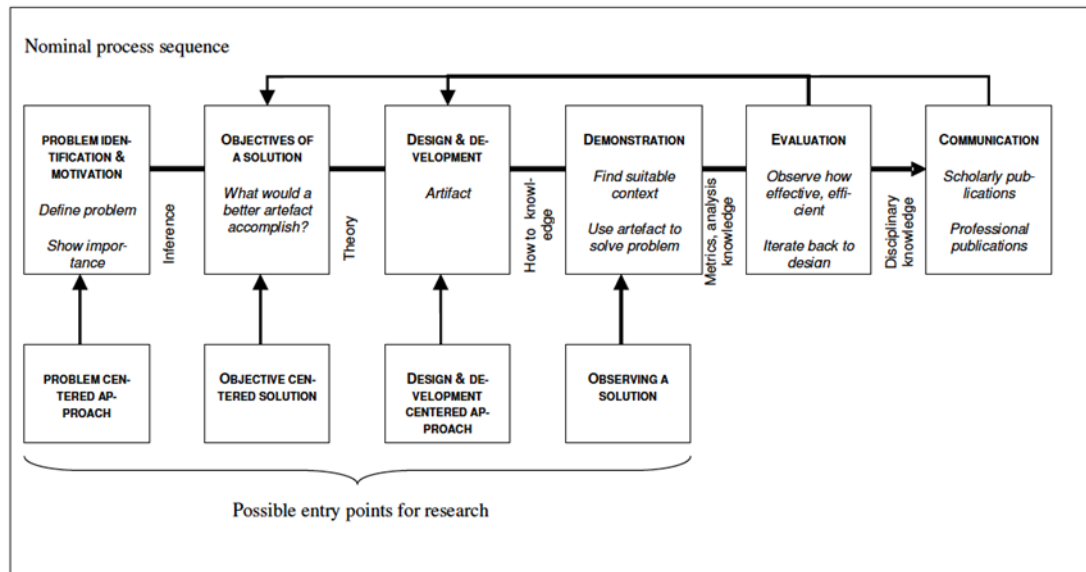 Nominal process sequence
PROBLEM IDEN-
TIFICATION &
MOTIVATION
Define problem
Show impor-
tance
Inference
OBJECTIVES OF
A SOLUTION
What would a
better artefact
accomplish?
Theory
DESIGN & DE-
VELOPMENT
Artifact
How to knowl-
edge
DEMONSTRATION
Find suitable
context
Use artefact to
solve problem
Metrics, analysis
knowledge
EVALUATION
Observe how
effective, effi-
cient
Iterate back to
design
Disciplinary
knowledge
COMMUNICATION
Scholarly pub-
lications
Professional
publications
PROBLEM CEN-
TERED AP-
PROACH
OBJECTIVE CEN-
TERED SOLUTION
DESIGN & DE-
VELOPMENT
CENTERED AP-
PROACH
OBSERVING A
SOLUTION
Possible entry points for research